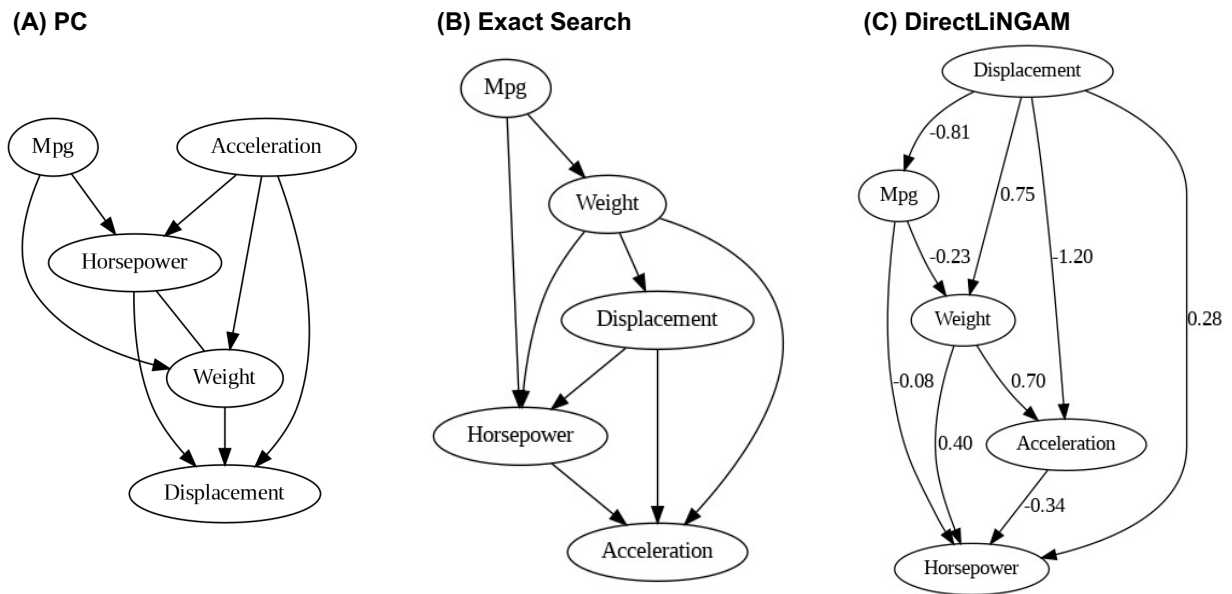 (A) PC
Mpg
Acceleration
Horsepower
Weight
Displacement
(B) Exact Search
Mpg
Weight
Displacement
Horsepower
Acceleration
(C) DirectLiNGAM
Displacement
-0.81
Mpg
0.75
-0.23
-1.20
Weight
0.28
-0.08
0.70
0.40
Acceleration
-0.34
Horsepower